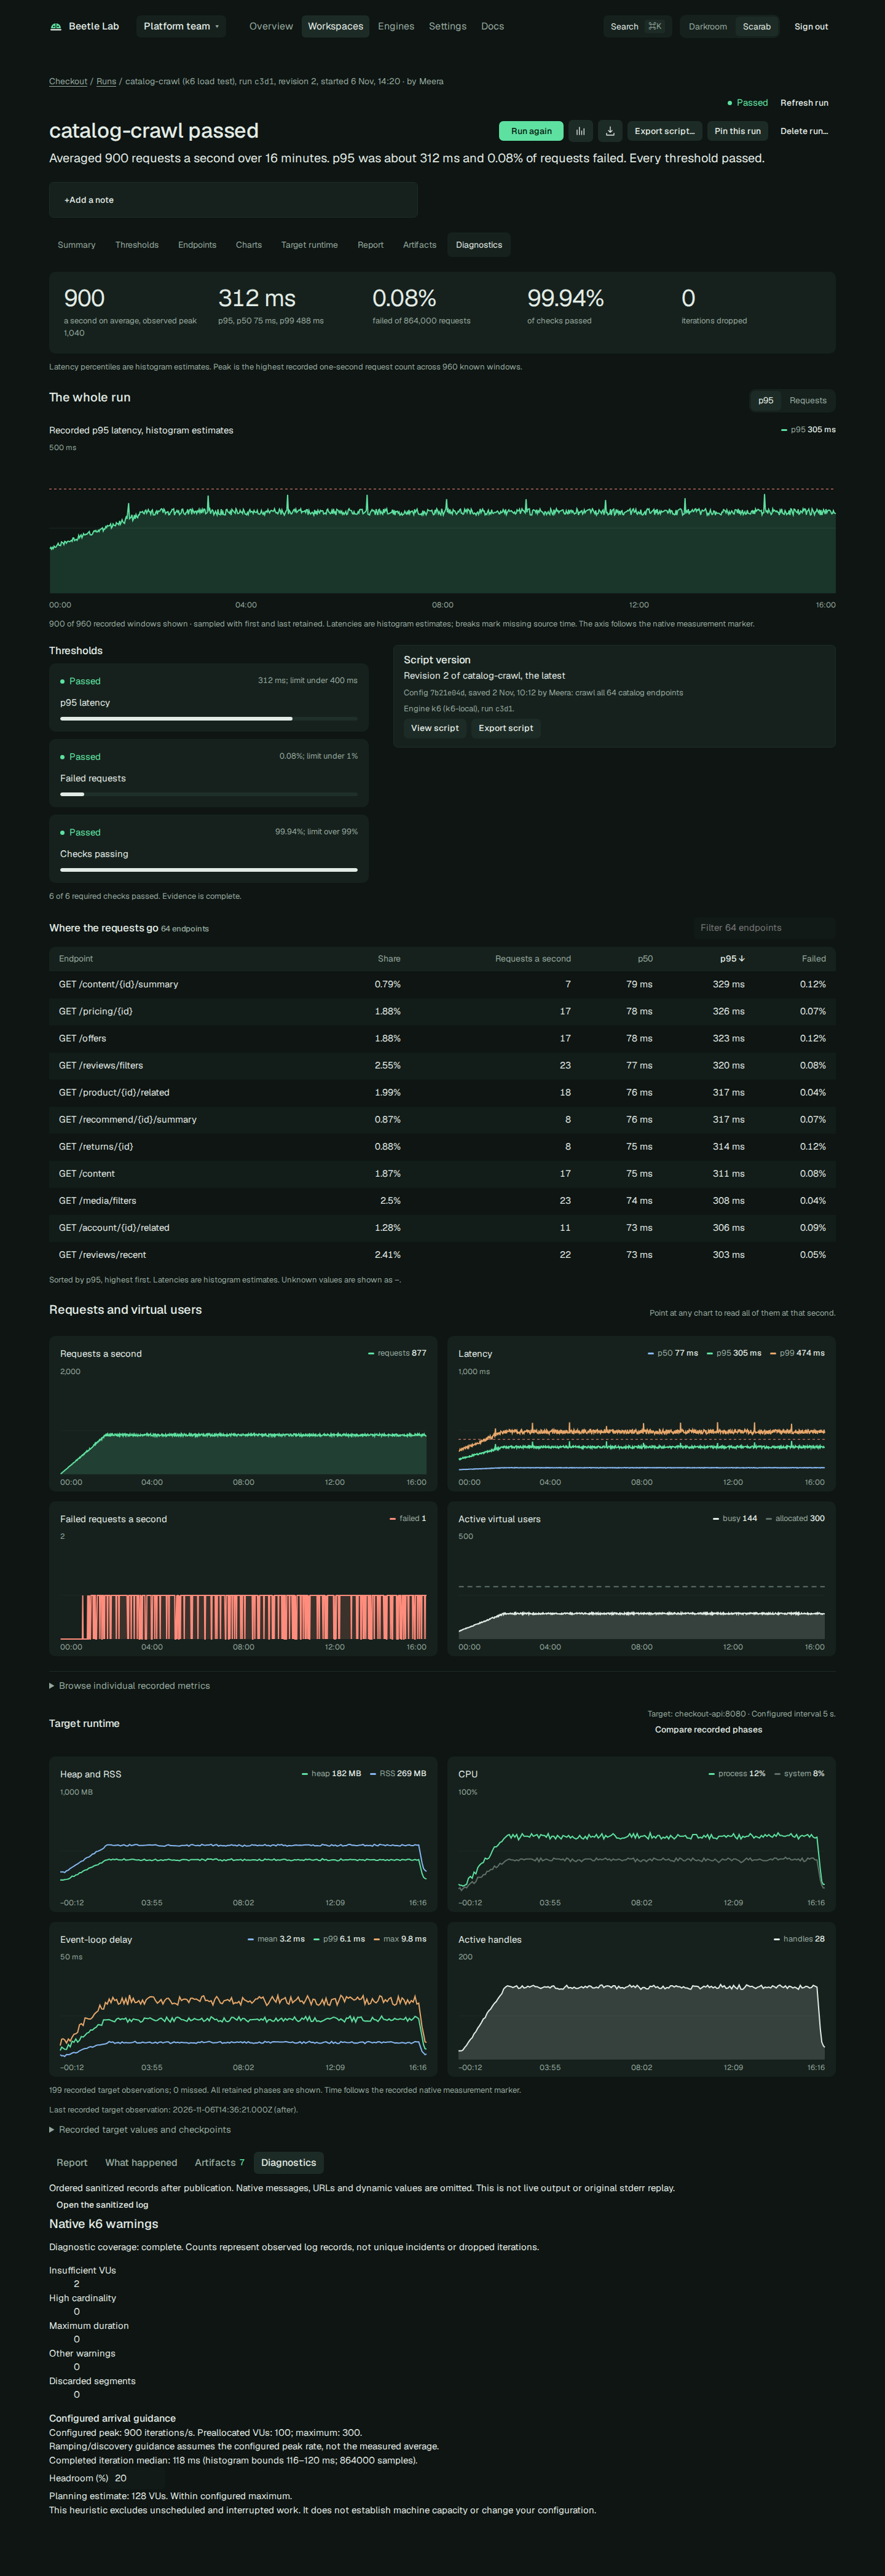 Beetle Lab
Platform team
Overview
Workspaces
Engines
Settings
Docs
Search ⌘K
Darkroom
Scarab
Sign out
Checkout / Runs / catalog-crawl (k6 load test), run c3d1, revision 2, started 6 Nov, 14:20 · by Meera
Passed
Refresh run
catalog-crawl passed
Run again
Export script...
Pin this run
Delete run...
Averaged 900 requests a second over 16 minutes. p95 was about 312 ms and 0.08% of requests failed. Every threshold passed.
+Add a note
Summary
Thresholds
Endpoints
Charts
Target runtime
Report
Artifacts
Diagnostics
900
a second on average, observed peak
1,040
312 ms
p95, p50 75 ms, p99 488 ms
0.08%
failed of 864,000 requests
99.94%
of checks passed
0
iterations dropped
Latency percentiles are histogram estimates. Peak is the highest recorded one-second request count across 960 known windows.
The whole run
p95
Requests
Recorded p95 latency, histogram estimates
p95 305 ms
500 ms
00:00 04:00 08:00 12:00 16:00
900 of 960 recorded windows shown · sampled with first and last retained. Latencies are histogram estimates; breaks mark missing source time. The axis follows the native measurement marker.
Thresholds
Passed
312 ms; limit under 400 ms
p95 latency
Passed
0.08%; limit under 1%
Failed requests
Passed
99.94%; limit over 99%
Checks passing
6 of 6 required checks passed. Evidence is complete.
Script version
Revision 2 of catalog-crawl, the latest
Config 7b21e04d, saved 2 Nov, 10:12 by Meera: crawl all 64 catalog endpoints
Engine k6 (k6-local), run c3d1.
View script
Export script
Where the requests go 64 endpoints
Filter 64 endpoints
Endpoint Share Requests a second p50 p95 ↓ Failed
GET /content/{id}/summary 0.79% 7 79 ms 329 ms 0.12%
GET /pricing/{id} 1.88% 17 78 ms 326 ms 0.07%
GET /offers 1.88% 17 78 ms 323 ms 0.12%
GET /reviews/filters 2.55% 23 77 ms 320 ms 0.08%
GET /product/{id}/related 1.99% 18 76 ms 317 ms 0.04%
GET /recommend/{id}/summary 0.87% 8 76 ms 317 ms 0.07%
GET /returns/{id} 0.88% 8 75 ms 314 ms 0.12%
GET /content 1.87% 17 75 ms 311 ms 0.08%
GET /media/filters 2.5% 23 74 ms 308 ms 0.04%
GET /account/{id}/related 1.28% 11 73 ms 306 ms 0.09%
GET /reviews/recent 2.41% 22 73 ms 303 ms 0.05%
Sorted by p95, highest first. Latencies are histogram estimates. Unknown values are shown as –.
Requests and virtual users
Point at any chart to read all of them at that second.
Requests a second
requests 877
2,000
00:00 04:00 08:00 12:00 16:00
Latency
p50 77 ms p95 305 ms p99 474 ms
1,000 ms
00:00 04:00 08:00 12:00 16:00
Failed requests a second
failed 1
2
00:00 04:00 08:00 12:00 16:00
Active virtual users
busy 144 allocated 300
500
00:00 04:00 08:00 12:00 16:00
Browse individual recorded metrics
Target runtime
Target: checkout-api:8080 · Configured interval 5 s.
Compare recorded phases
Heap and RSS
heap 182 MB RSS 269 MB
1,000 MB
−00:12 03:55 08:02 12:09 16:16
CPU
process 12% system 8%
100%
−00:12 03:55 08:02 12:09 16:16
Event-loop delay
mean 3.2 ms p99 6.1 ms max 9.8 ms
50 ms
−00:12 03:55 08:02 12:09 16:16
Active handles
handles 28
200
−00:12 03:55 08:02 12:09 16:16
199 recorded target observations; 0 missed. All retained phases are shown. Time follows the recorded native measurement marker.
Last recorded target observation: 2026-11-06T14:36:21.000Z (after).
Recorded target values and checkpoints
Report
What happened
Artifacts 7
Diagnostics
Ordered sanitized records after publication. Native messages, URLs and dynamic values are omitted. This is not live output or original stderr replay.
Open the sanitized log
Native k6 warnings
Diagnostic coverage: complete. Counts represent observed log records, not unique incidents or dropped iterations.
Insufficient VUs
2
High cardinality
0
Maximum duration
0
Other warnings
0
Discarded segments
0
Configured arrival guidance
Configured peak: 900 iterations/s. Preallocated VUs: 100; maximum: 300.
Ramping/discovery guidance assumes the configured peak rate, not the measured average.
Completed iteration median: 118 ms (histogram bounds 116–120 ms; 864000 samples).
Headroom (%) 20
Planning estimate: 128 VUs. Within configured maximum.
This heuristic excludes unscheduled and interrupted work. It does not establish machine capacity or change your configuration.